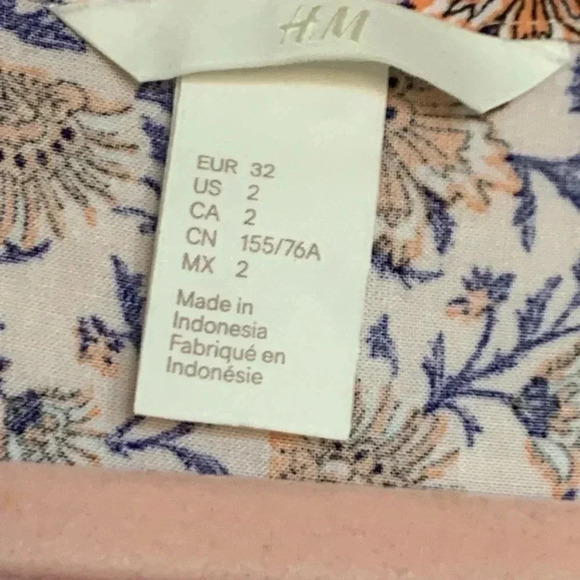 H&M
EUR 32
US 2
CA 2
CN 155/76A
MX 2
Made in
Indonesia
Fabriqué en
Indonésie